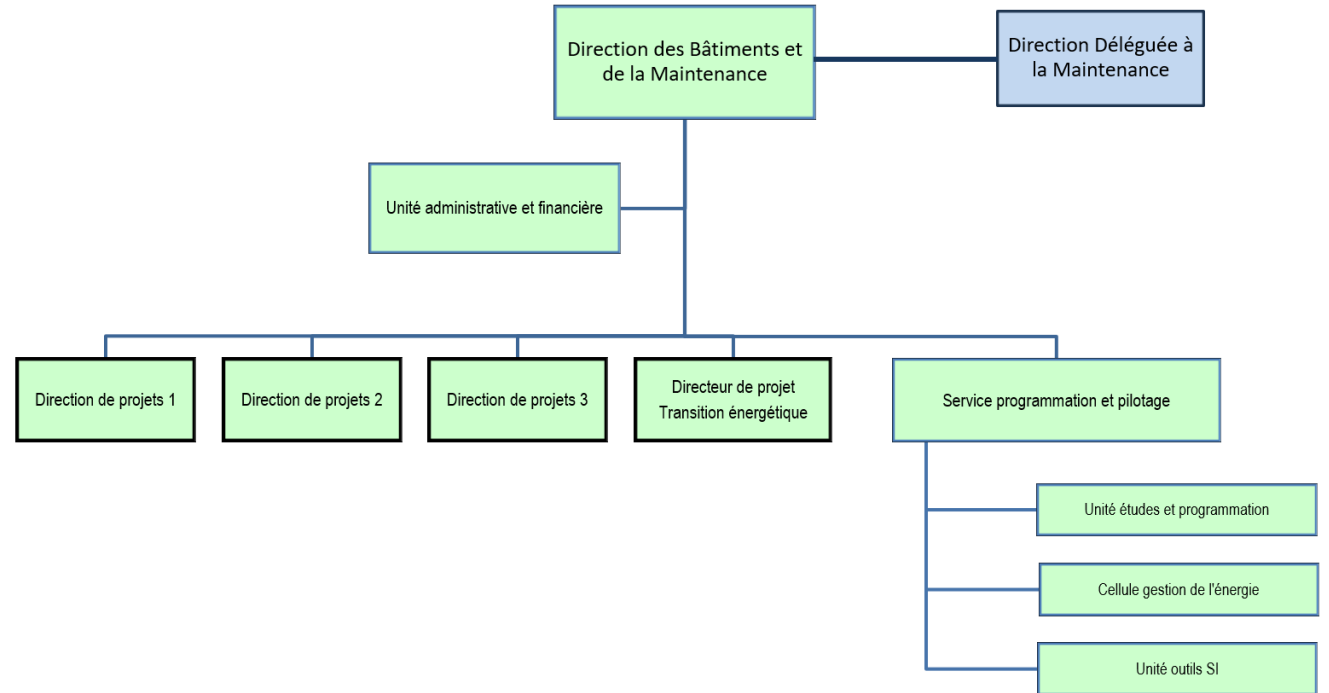 Direction des Bâtiments et
de la Maintenance
Direction Déléguée à
la Maintenance
Unité administrative et financière
Direction de projets 1
Direction de projets 2
Direction de projets 3
Directeur de projet
Transition énergétique
Service programmation et pilotage
Unité études et programmation
Cellule gestion de l'énergie
Unité outils SI